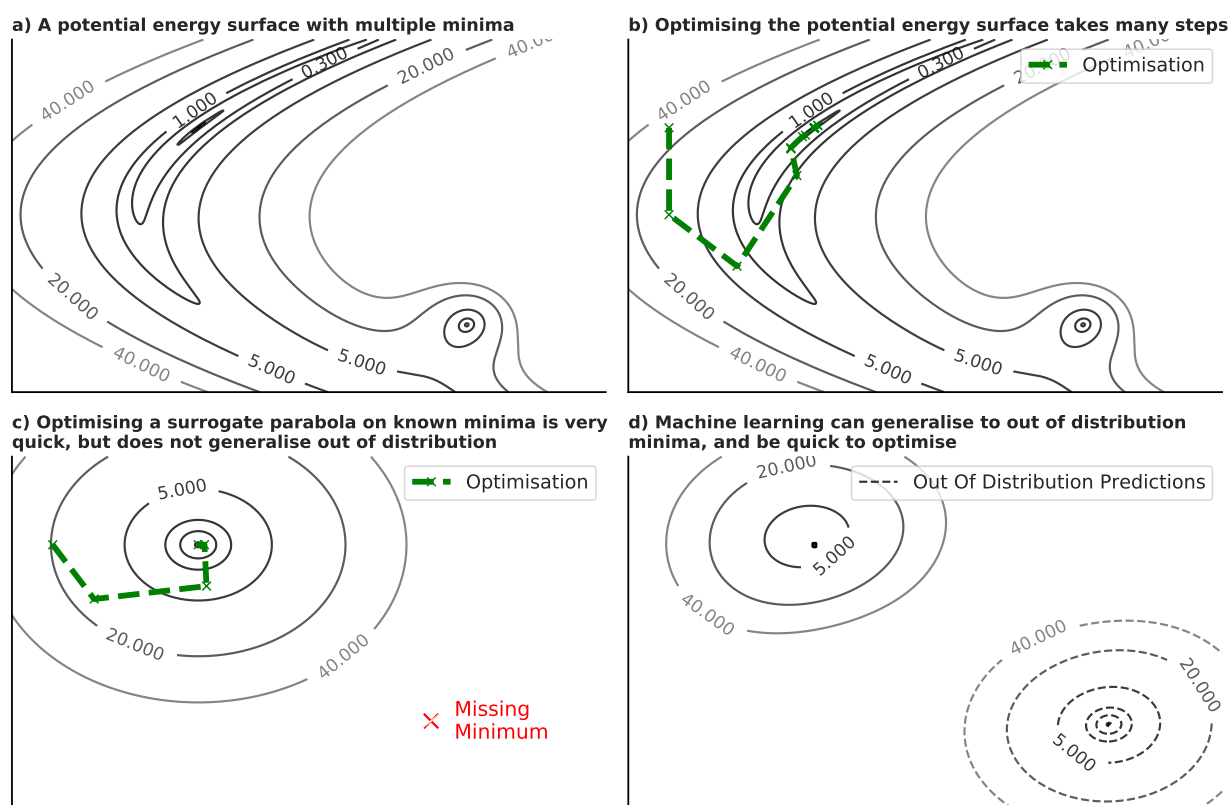 a) A potential energy surface with multiple minima
40.000
1.000
0.300
20.000
40.0
20.000
40.000
5.000
5.000
b) Optimising the potential energy surface takes many steps
Optimisation
40.000
1.000
0.300
20.000
40.0
20.000
40.000
5.000
5.000
c) Optimising a surrogate parabola on known minima is very
quick, but does not generalise out of distribution
Optimisation
5.000
20.000
40.000
Missing
Minimum
d) Machine learning can generalise to out of distribution
minima, and be quick to optimise
Out Of Distribution Predictions
20.000
5.000
40.000
40.000
20.000
5.000